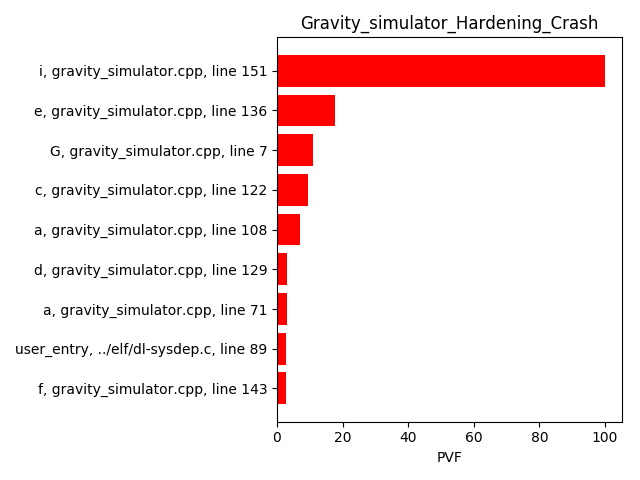 Gravity_simulator_Hardening_Crash
i, gravity_simulator.cpp, line 151
e, gravity_simulator.cpp, line 136
G, gravity_simulator.cpp, line 7
c, gravity_simulator.cpp, line 122
a, gravity_simulator.cpp, line 108
d, gravity_simulator.cpp, line 129
a, gravity_simulator.cpp, line 71
user_entry, ../elf/dl-sysdep.c, line 89
f, gravity_simulator.cpp, line 143
0 20 40 60 80 100
PVF